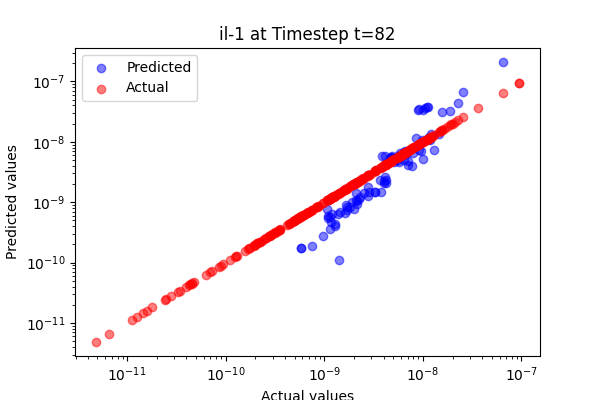 il-1 at Timestep t=82
Predicted
Actual
Predicted values
10⁻⁷
10⁻⁸
10⁻⁹
10⁻¹⁰
10⁻¹¹
10⁻¹¹ 10⁻¹⁰ 10⁻⁹ 10⁻⁸ 10⁻⁷
Actual values